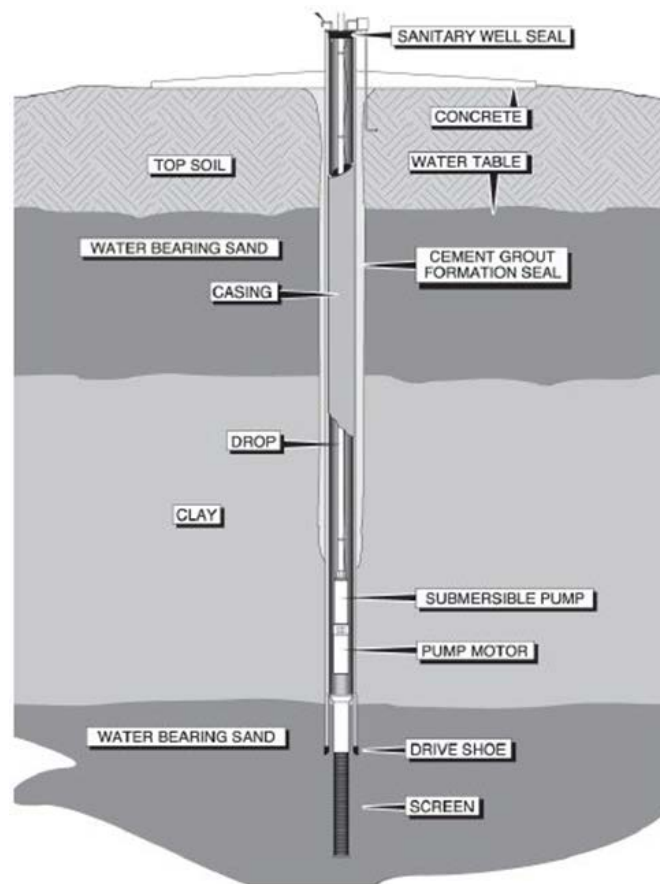 SANITARY WELL SEAL
CONCRETE
TOP SOIL
WATER TABLE
WATER BEARING SAND
CEMENT GROUT
FORMATION SEAL
CASING
DROP
CLAY
SUBMERSIBLE PUMP
PUMP MOTOR
WATER BEARING SAND
DRIVE SHOE
SCREEN